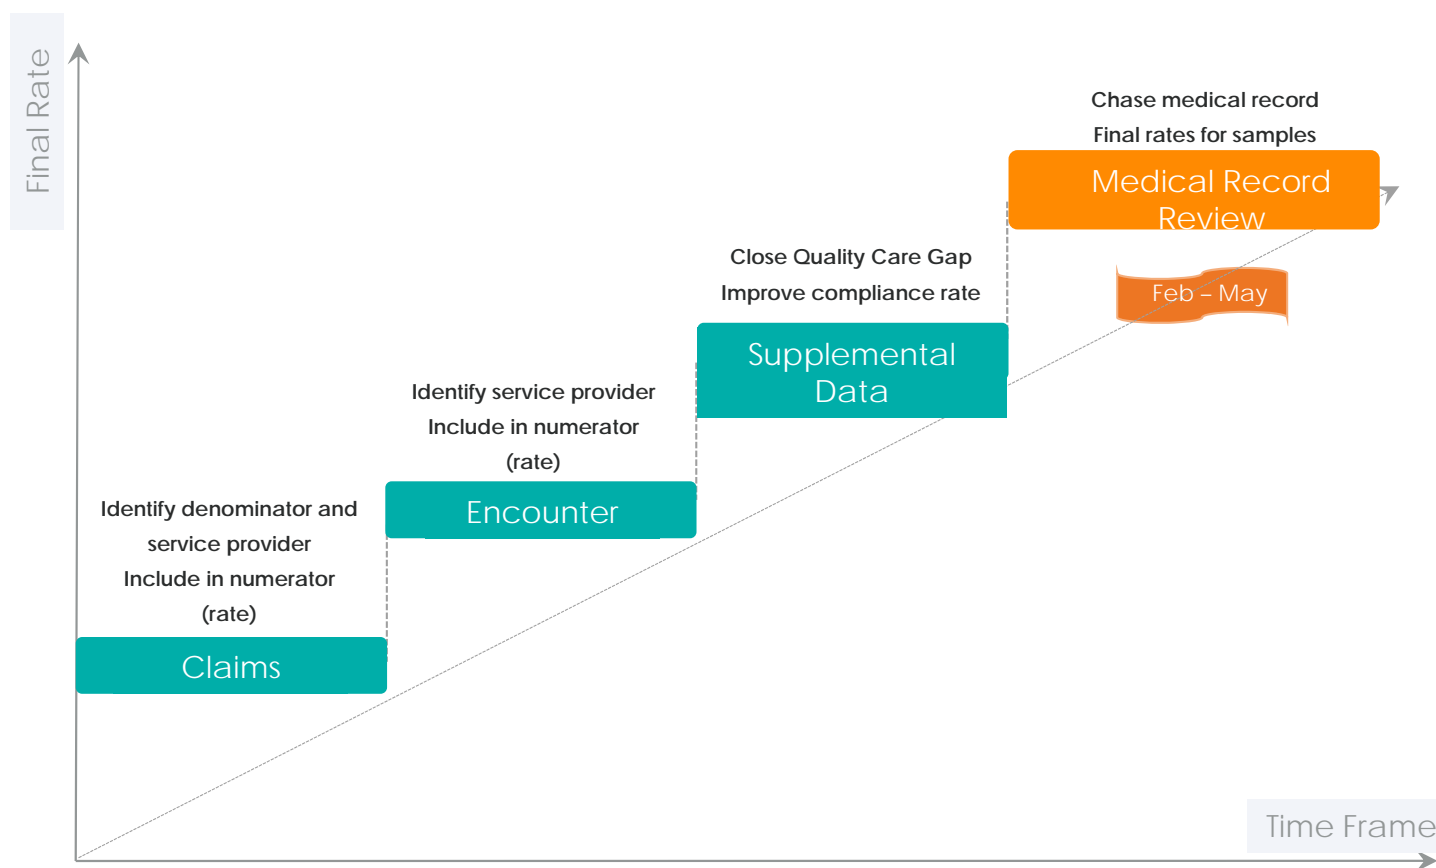 Final Rate
Chase medical record
Final rates for samples
Medical Record
Review
Feb – May
Close Quality Care Gap
Improve compliance rate
Supplemental
Data
Identify service provider
Include in numerator
(rate)
Encounter
Identify denominator and
service provider
Include in numerator
(rate)
Claims
Time Frame